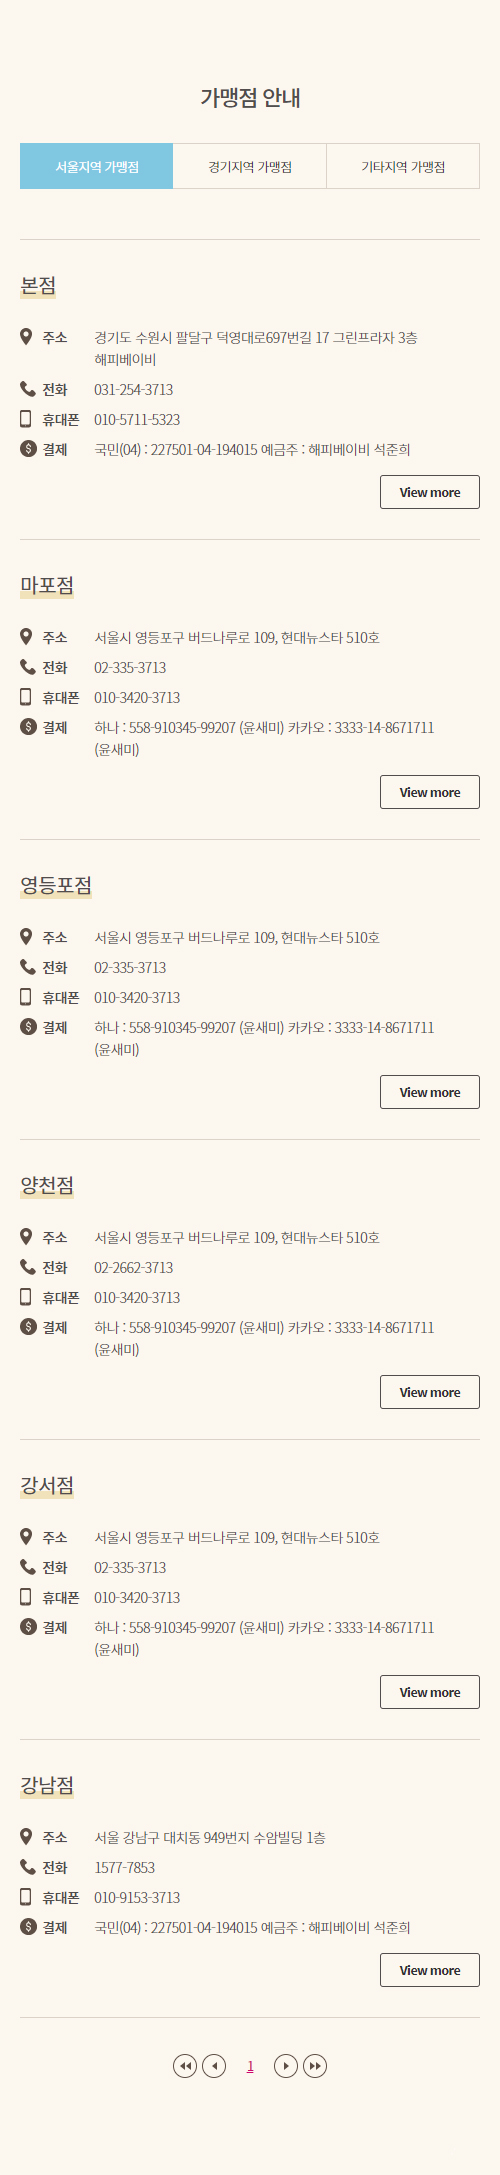 가맹점 안내
서울지역 가맹점
경기지역 가맹점
기타지역 가맹점
본점
주소 경기도 수원시 팔달구 덕영대로697번길 17 그린프라자 3층
해피베이비
전화 031-254-3713
휴대폰 010-5711-5323
결제 국민(04) : 227501-04-194015 예금주 : 해피베이비 석준희
View more
마포점
주소 서울시 영등포구 버드나루로 109, 현대뉴스타 510호
전화 02-335-3713
휴대폰 010-3420-3713
결제 하나 : 558-910345-99207 (윤새미) 카카오 : 3333-14-8671711
(윤새미)
View more
영등포점
주소 서울시 영등포구 버드나루로 109, 현대뉴스타 510호
전화 02-335-3713
휴대폰 010-3420-3713
결제 하나 : 558-910345-99207 (윤새미) 카카오 : 3333-14-8671711
(윤새미)
View more
양천점
주소 서울시 영등포구 버드나루로 109, 현대뉴스타 510호
전화 02-2662-3713
휴대폰 010-3420-3713
결제 하나 : 558-910345-99207 (윤새미) 카카오 : 3333-14-8671711
(윤새미)
View more
강서점
주소 서울시 영등포구 버드나루로 109, 현대뉴스타 510호
전화 02-335-3713
휴대폰 010-3420-3713
결제 하나 : 558-910345-99207 (윤새미) 카카오 : 3333-14-8671711
(윤새미)
View more
강남점
주소 서울 강남구 대치동 949번지 수암빌딩 1층
전화 1577-7853
휴대폰 010-9153-3713
결제 국민(04) : 227501-04-194015 예금주 : 해피베이비 석준희
View more
1